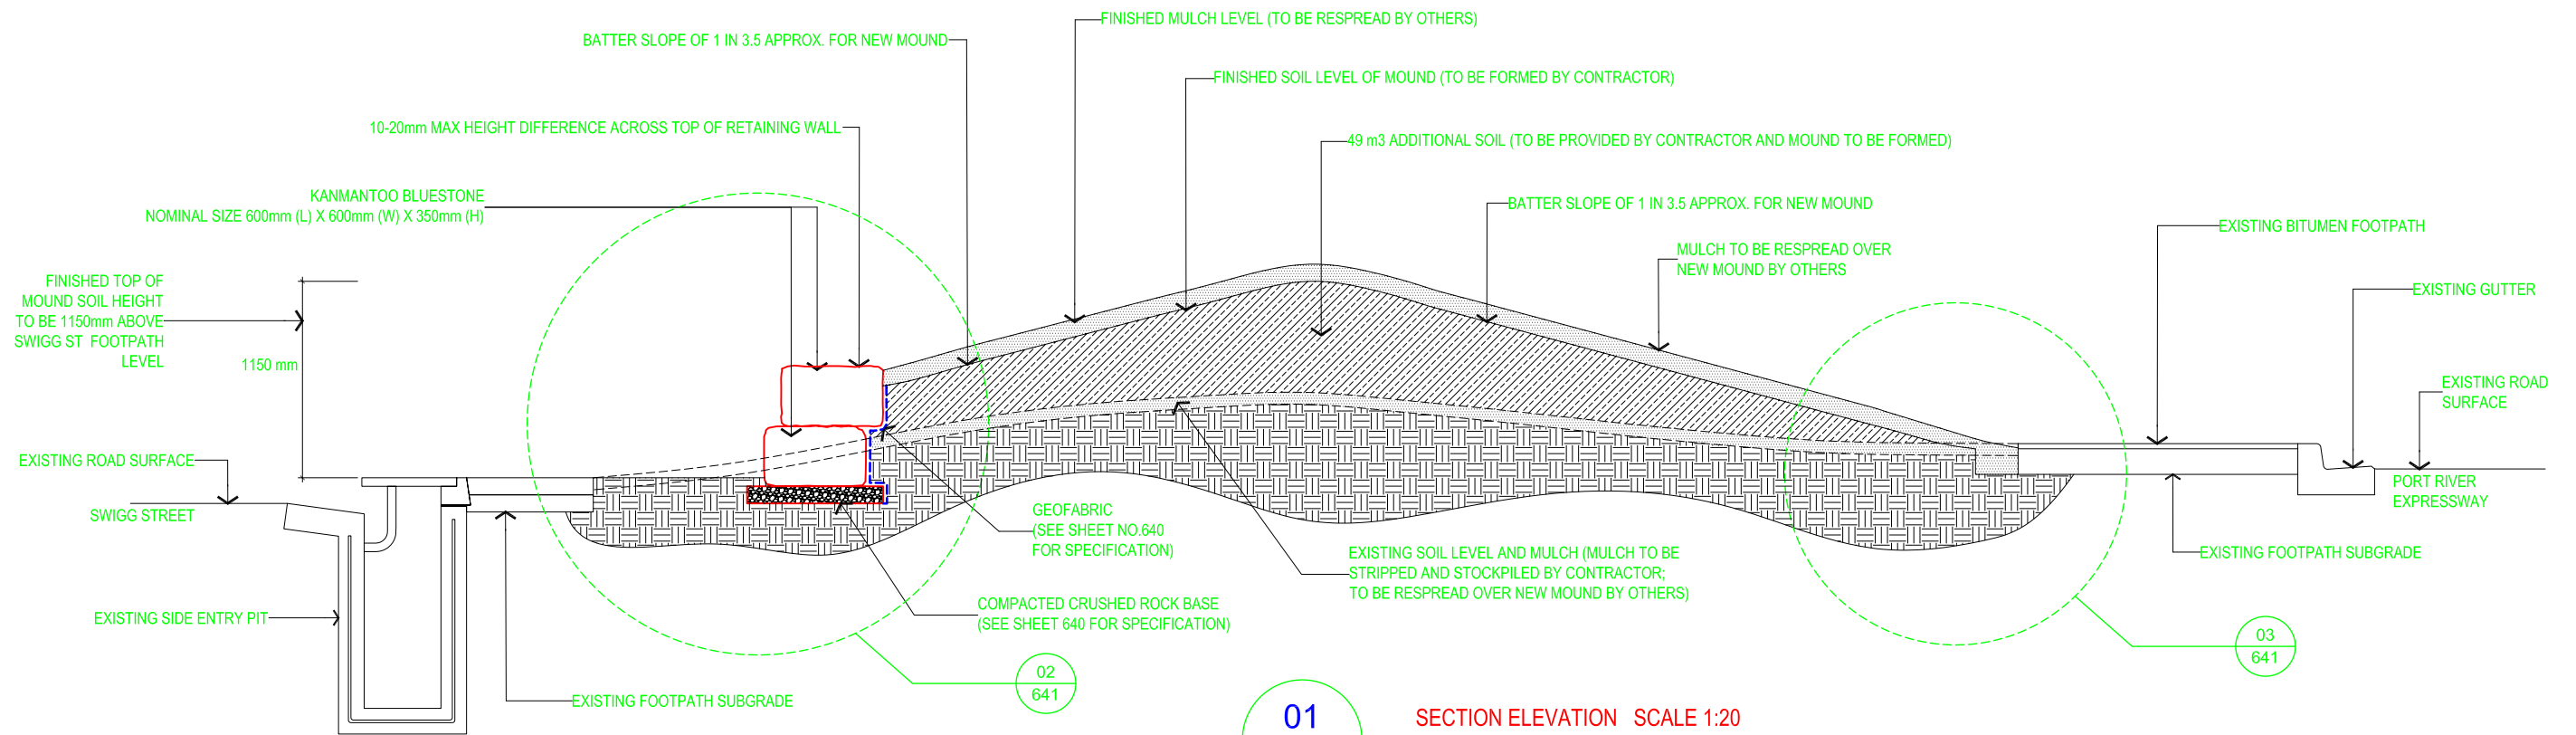 FINISHED MULCH LEVEL (TO BE RESPREAD BY OTHERS)
BATTER SLOPE OF 1 IN 3.5 APPROX. FOR NEW MOUND
FINISHED SOIL LEVEL OF MOUND (TO BE FORMED BY CONTRACTOR)
10-20mm MAX HEIGHT DIFFERENCE ACROSS TOP OF RETAINING WALL
49 m3 ADDITIONAL SOIL (TO BE PROVIDED BY CONTRACTOR AND MOUND TO BE FORMED)
KANMANTOO BLUESTONE
NOMINAL SIZE 600mm (L) X 600mm (W) X 350mm (H)
BATTER SLOPE OF 1 IN 3.5 APPROX. FOR NEW MOUND
EXISTING BITUMEN FOOTPATH
MULCH TO BE RESPREAD OVER
NEW MOUND BY OTHERS
FINISHED TOP OF
MOUND SOIL HEIGHT
TO BE 1150mm ABOVE
SWIGG ST FOOTPATH
LEVEL
1150 mm
EXISTING GUTTER
EXISTING ROAD
SURFACE
EXISTING ROAD SURFACE
SWIGG STREET
PORT RIVER
EXPRESSWAY
GEOFABRIC
(SEE SHEET NO.640
FOR SPECIFICATION)
EXISTING SOIL LEVEL AND MULCH (MULCH TO BE
STRIPPED AND STOCKPILED BY CONTRACTOR;
TO BE RESPREAD OVER NEW MOUND BY OTHERS)
EXISTING FOOTPATH SUBGRADE
COMPACTED CRUSHED ROCK BASE
(SEE SHEET 640 FOR SPECIFICATION)
EXISTING SIDE ENTRY PIT
02
641
03
641
EXISTING FOOTPATH SUBGRADE
01
SECTION ELEVATION SCALE 1:20